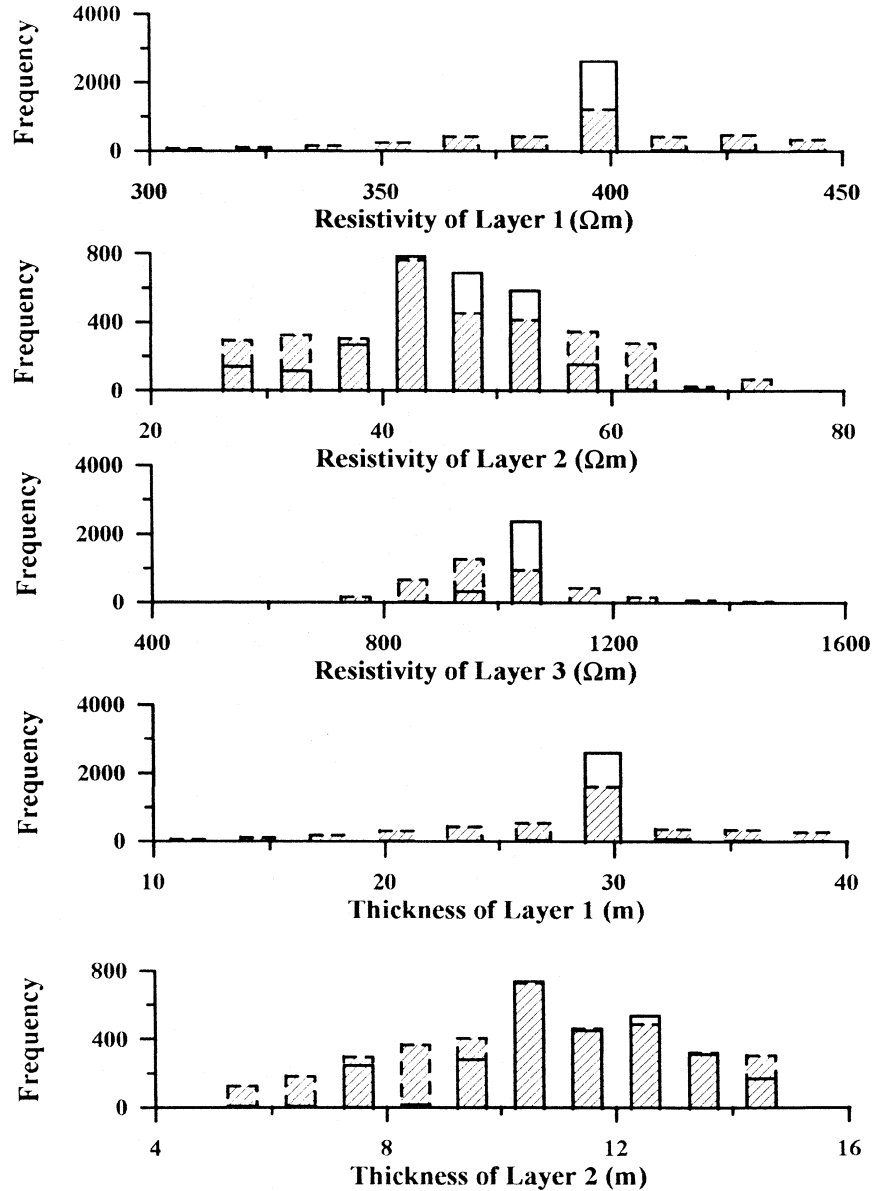 4000
2000
0
Frequency
300 350 400 450
Resistivity of Layer 1 (Ωm)
800
400
0
Frequency
20 40 60 80
Resistivity of Layer 2 (Ωm)
4000
2000
0
Frequency
400 800 1200 1600
Resistivity of Layer 3 (Ωm)
4000
2000
0
Frequency
10 20 30 40
Thickness of Layer 1 (m)
800
400
0
Frequency
4 8 12 16
Thickness of Layer 2 (m)